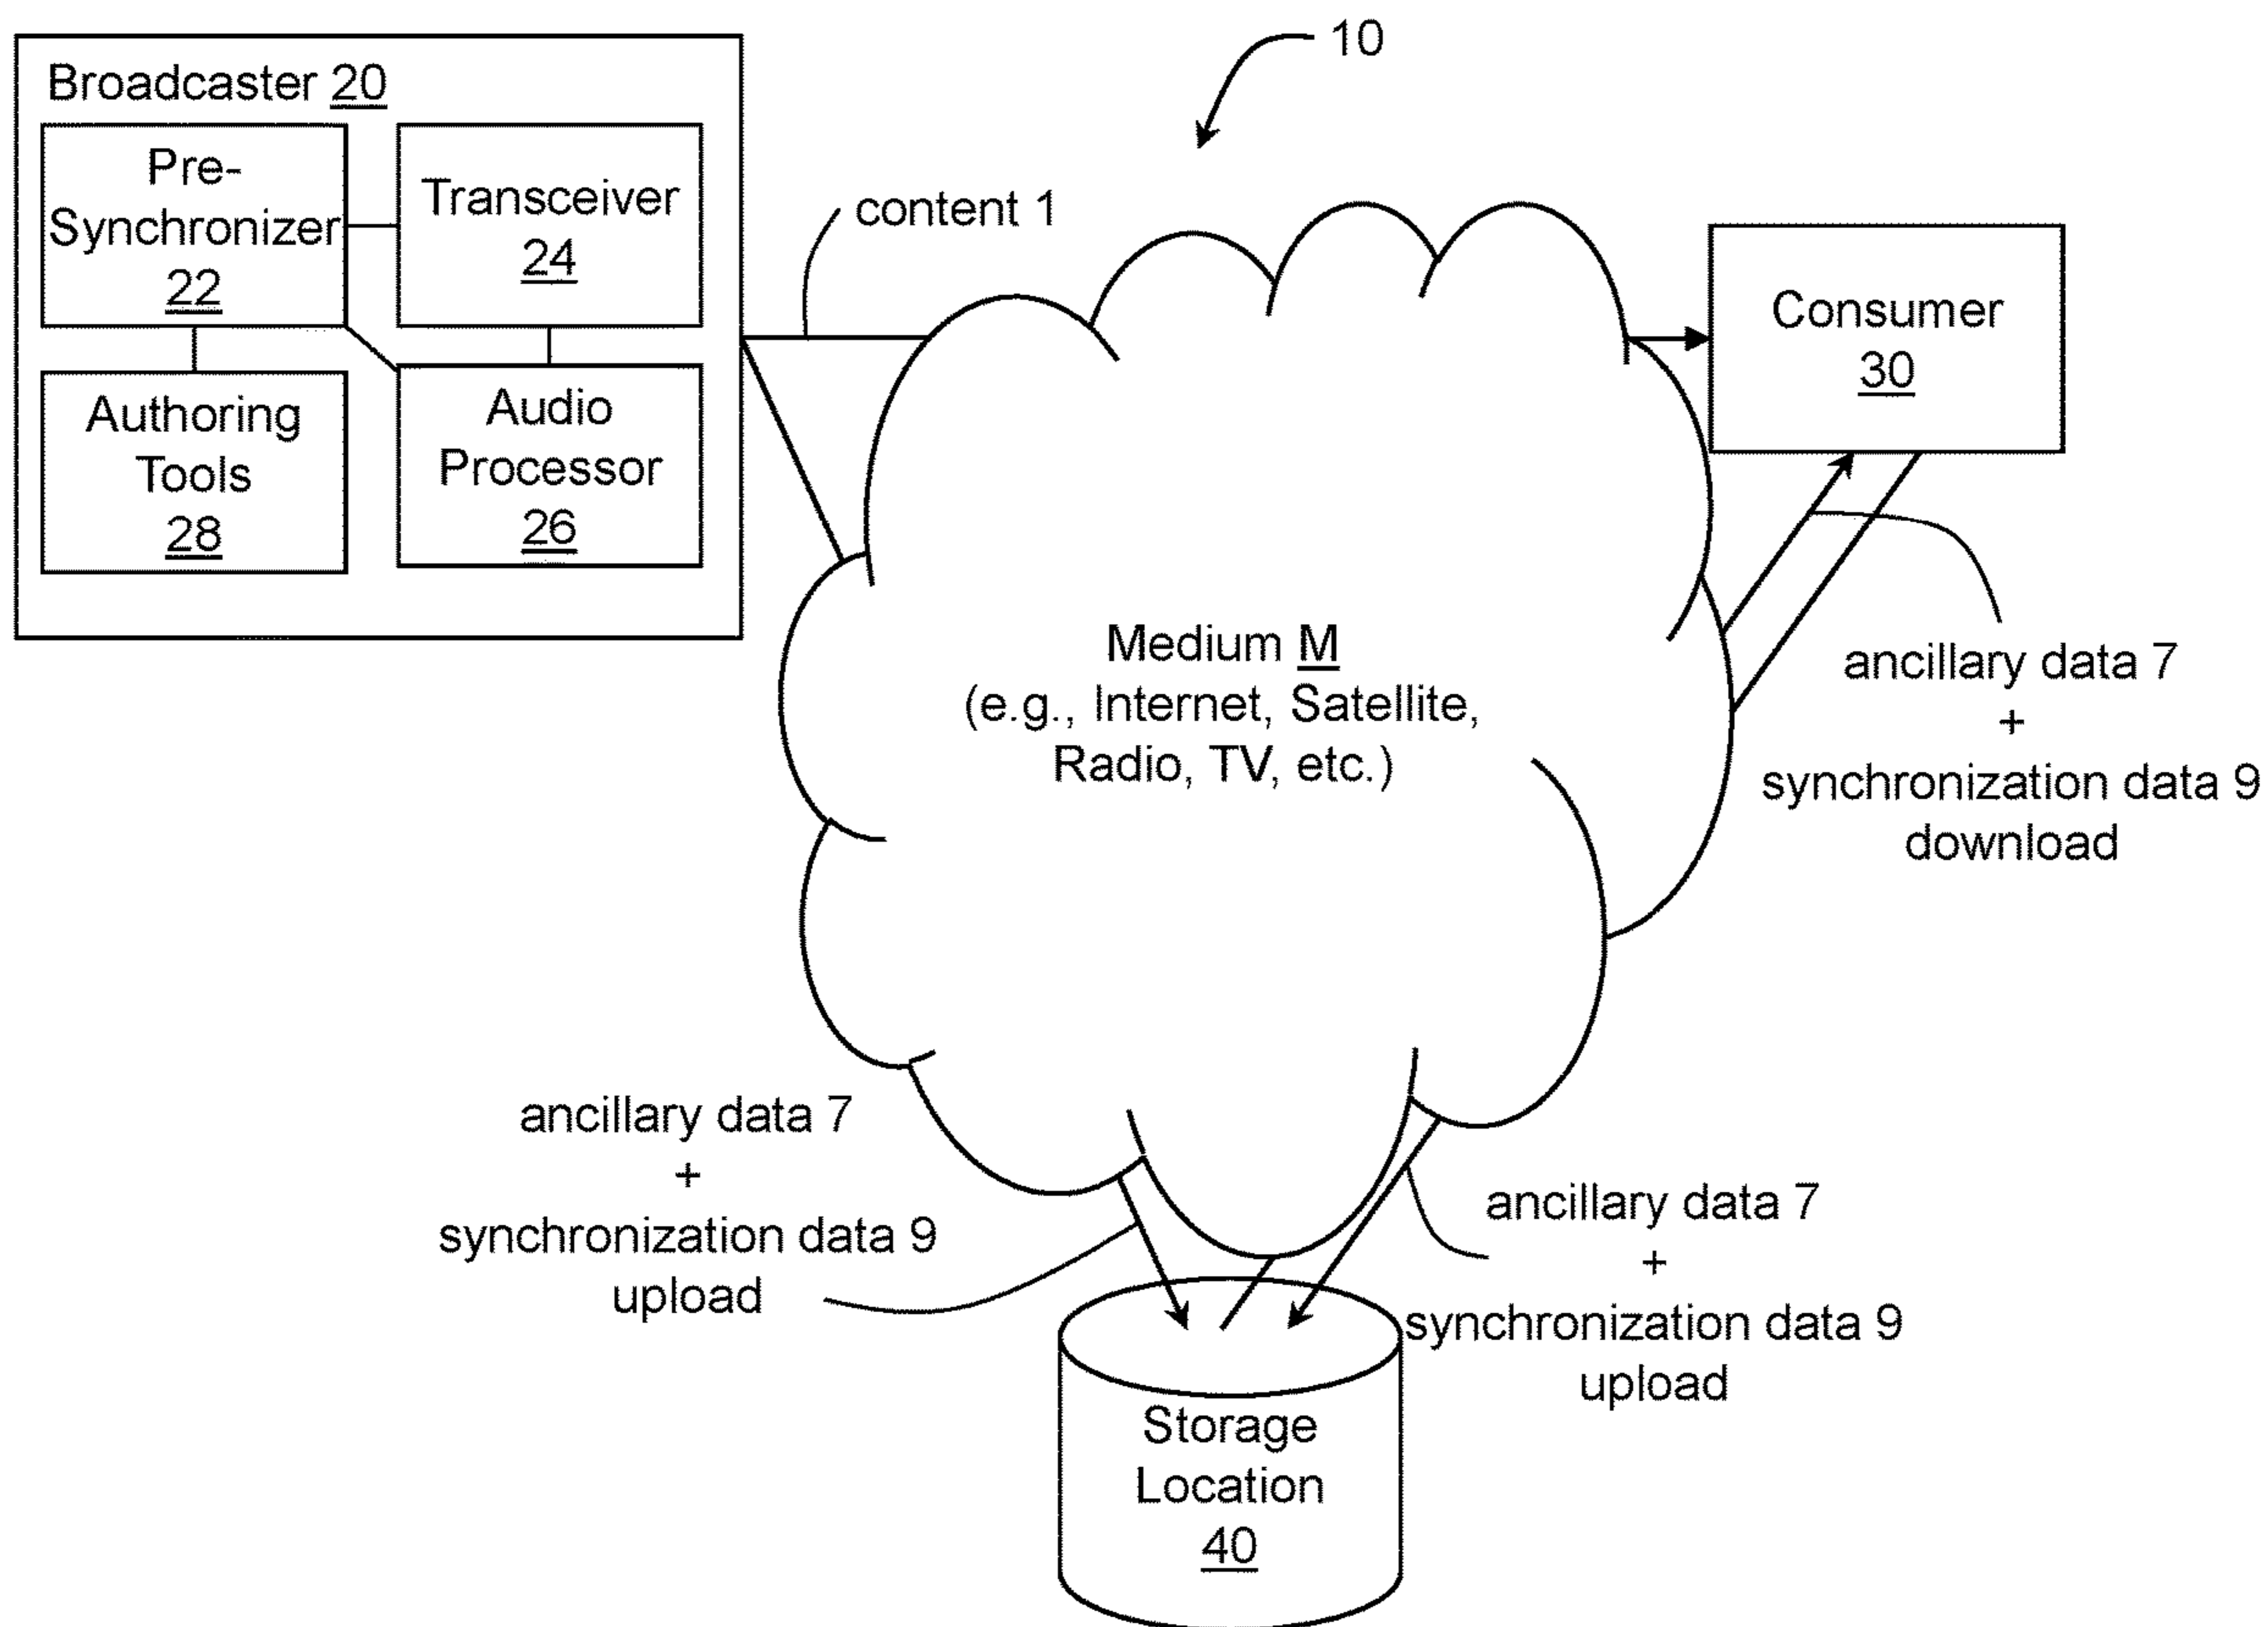 10
Broadcaster 20
Pre-
Synchronizer
22
Transceiver
24
Authoring
Tools
28
Audio
Processor
26
content 1
Consumer
30
Medium M
(e.g., Internet, Satellite,
Radio, TV, etc.)
ancillary data 7
+
synchronization data 9
download
ancillary data 7
+
synchronization data 9
upload
ancillary data 7
+
synchronization data 9
upload
Storage
Location
40